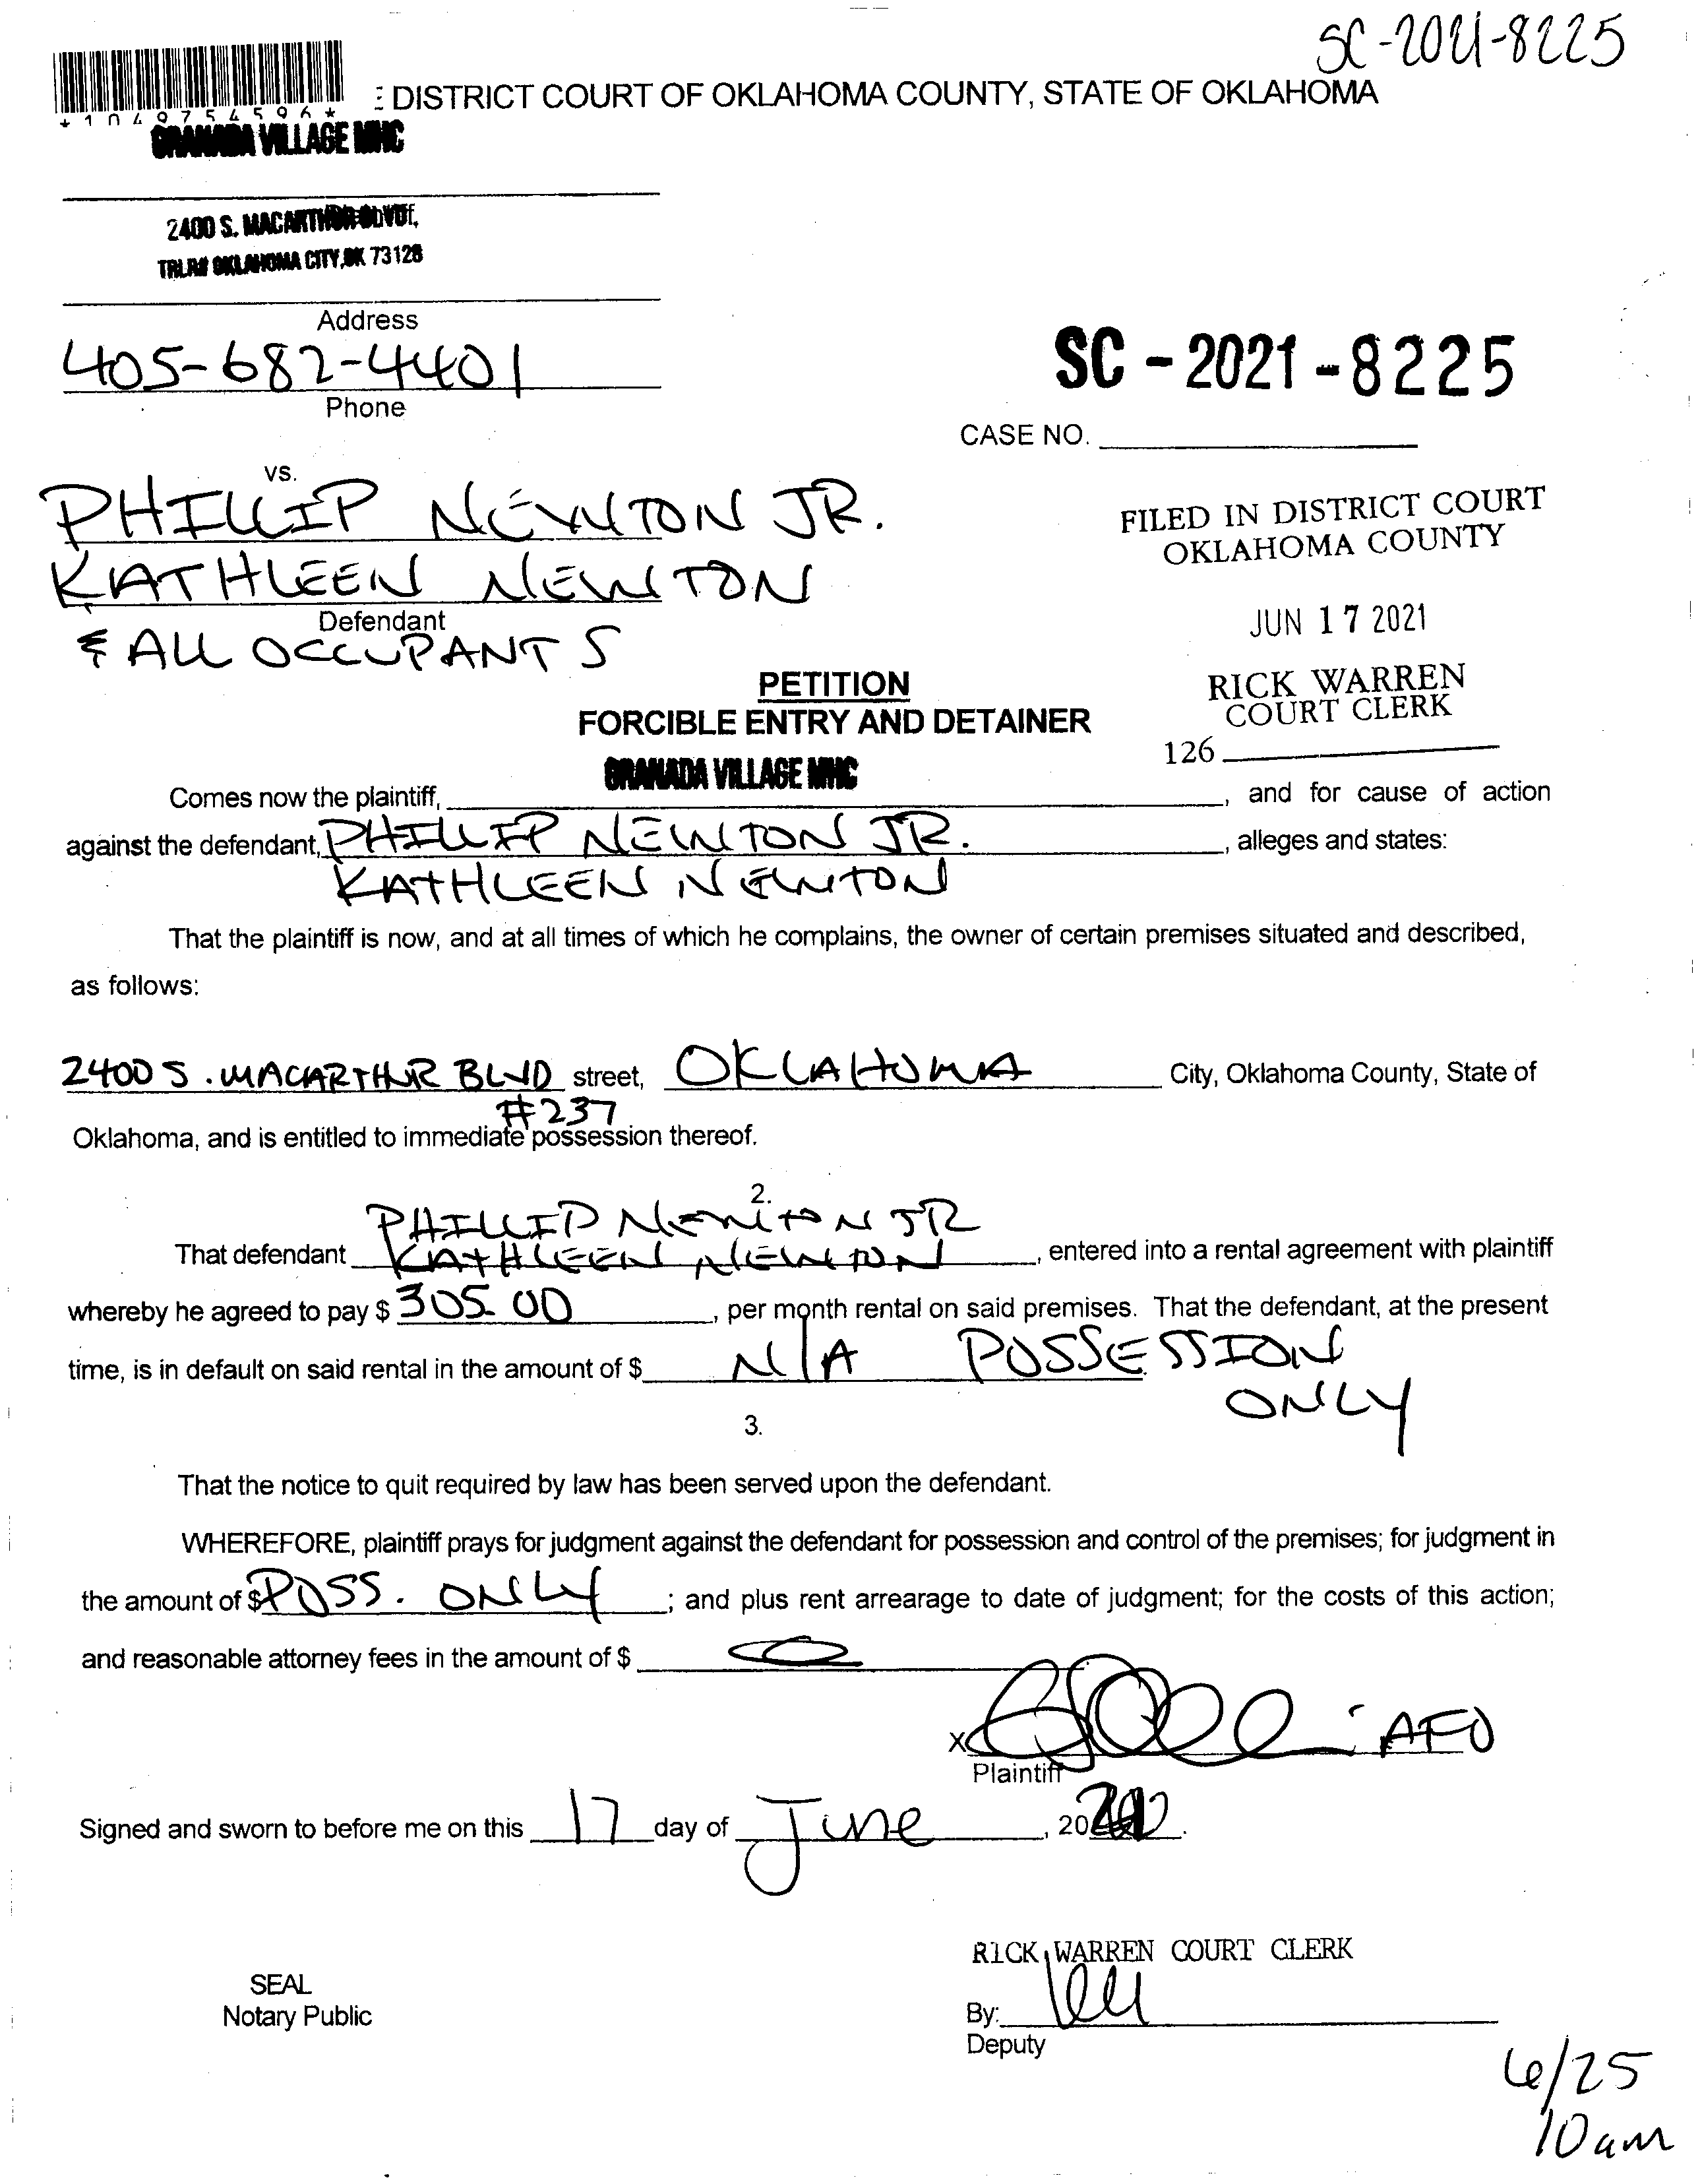 SC-2021-8225
DISTRICT COURT OF OKLAHOMA COUNTY, STATE OF OKLAHOMA
*1049754596*
GRANADA VILLAGE MHC
2400 S. MACARTHUR BLVD
TRLR# OKLAHOMA CITY, OK 73128
Address
405-682-4401
Phone
SC - 2021 - 8225
CASE NO.
vs.
PHILLIP NEWTON JR.
KATHLEEN NEWTON
Defendant
& ALL OCCUPANTS
FILED IN DISTRICT COURT
OKLAHOMA COUNTY
JUN 17 2021
RICK WARREN
COURT CLERK
126
PETITION
FORCIBLE ENTRY AND DETAINER
GRANADA VILLAGE MHC
Comes now the plaintiff, , and for cause of action
against the defendant, PHILLIP NEWTON JR. , alleges and states:
KATHLEEN NEWTON
That the plaintiff is now, and at all times of which he complains, the owner of certain premises situated and described,
as follows:
2400 S. MACARTHUR BLVD street, OKLAHOMA City, Oklahoma County, State of
#237
Oklahoma, and is entitled to immediate possession thereof.
2.
PHILLIP NEWTON JR
That defendant KATHLEEN NEWTON , entered into a rental agreement with plaintiff
whereby he agreed to pay $ 305.00 , per month rental on said premises. That the defendant, at the present
time, is in default on said rental in the amount of $ N/A POSSESSION
ONLY
3.
That the notice to quit required by law has been served upon the defendant.
WHEREFORE, plaintiff prays for judgment against the defendant for possession and control of the premises; for judgment in
the amount of $ POSS. ONLY ; and plus rent arrearage to date of judgment; for the costs of this action;
and reasonable attorney fees in the amount of $
X AFO
Plaintiff
Signed and sworn to before me on this 17 day of June , 20
RICK WARREN COURT CLERK
SEAL
Notary Public
By:
Deputy
6/25
10am